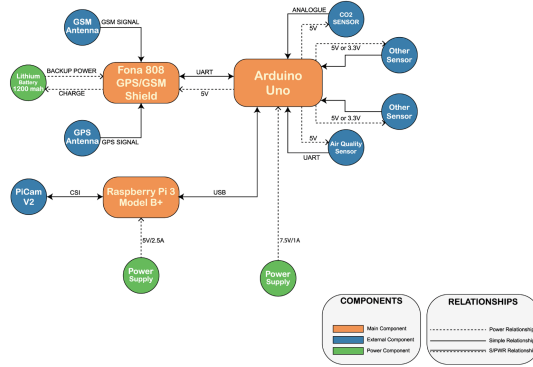 GSM
Antenna
GSM SIGNAL
ANALOGUE
CO2
SENSOR
5V
5V or 3.3V
Other
Sensor
Lithium
Battery
1200 mah
BACKUP POWER
CHARGE
Fona 808
GPS/GSM
Shield
UART
5V
Arduino
Uno
Other
Sensor
5V or 3.3V
GPS
Antenna
GPS SIGNAL
5V
UART
Air Quality
Sensor
PiCam
V2
CSI
Raspberry Pi 3
Model B+
USB
5V/2.5A
7.5V/1A
Power
Supply
Power
Supply
COMPONENTS
Main Component
External Component
Power Component
RELATIONSHIPS
Power Relationship
Simple Relationship
S/PWR Relationship